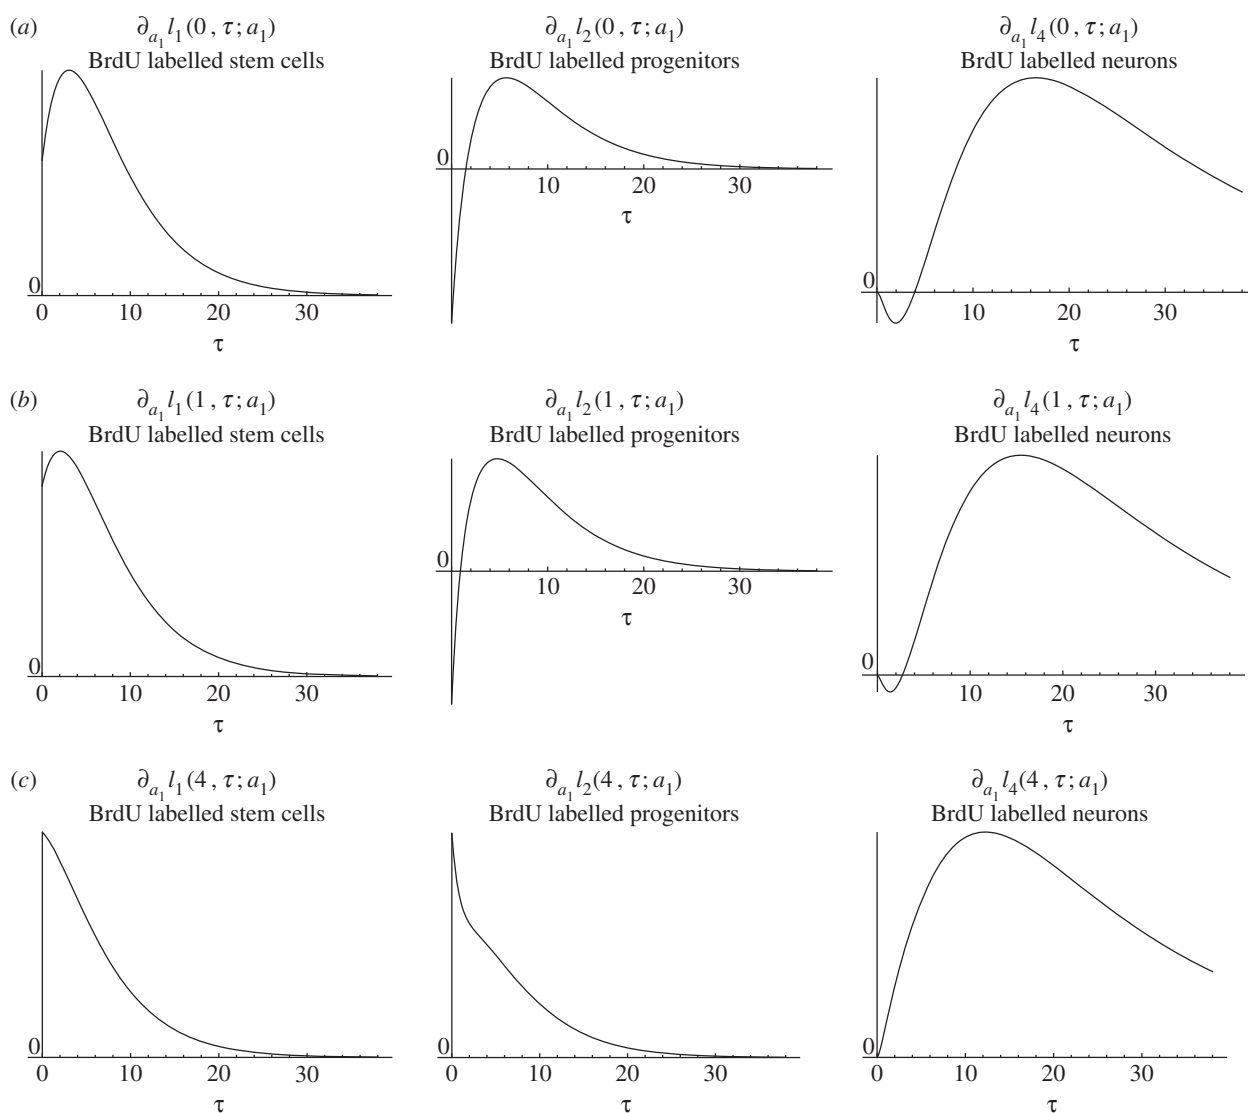 (a)
∂a1 l1(0, τ; a1)
BrdU labelled stem cells
0
0 10 20 30
τ
∂a1 l2(0, τ; a1)
BrdU labelled progenitors
0
10 20 30
τ
∂a1 l4(0, τ; a1)
BrdU labelled neurons
0
10 20 30
τ
(b)
∂a1 l1(1, τ; a1)
BrdU labelled stem cells
0
0 10 20 30
τ
∂a1 l2(1, τ; a1)
BrdU labelled progenitors
0
10 20 30
τ
∂a1 l4(1, τ; a1)
BrdU labelled neurons
0
10 20 30
τ
(c)
∂a1 l1(4, τ; a1)
BrdU labelled stem cells
0
0 10 20 30
τ
∂a1 l2(4, τ; a1)
BrdU labelled progenitors
0
0 10 20 30
τ
∂a1 l4(4, τ; a1)
BrdU labelled neurons
0
0 10 20 30
τ